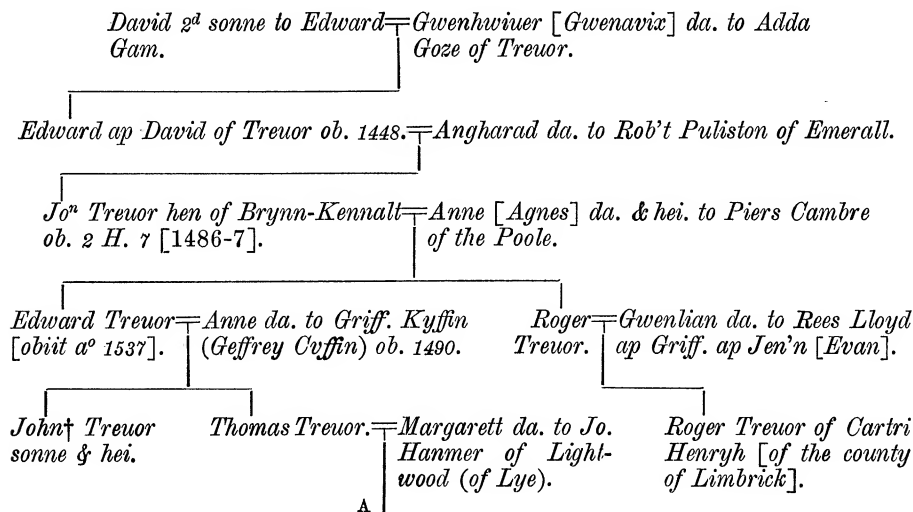 David 2ᵈ sonne to Edward=Gwenhwiuer [Gwenavix] da. to Adda
Gam. Goze of Treuor.
Edward ap David of Treuor ob. 1448.=Angharad da. to Rob't Puliston of Emerall.
Joⁿ Treuor hen of Brynn-Kennalt=Anne [Agnes] da. & hei. to Piers Cambre
ob. 2 H. 7 [1486-7]. of the Poole.
Edward Treuor=Anne da. to Griff. Kyffin
[obiit aº 1537]. (Geffrey Cvffin) ob. 1490.
Roger=Gwenlian da. to Rees Lloyd
Treuor. ap Griff. ap Jen'n [Evan].
John† Treuor
sonne & hei.
Thomas Treuor.=Margarett da. to Jo.
Hanmer of Light-
wood (of Lye).
Roger Treuor of Cartri
Henryh [of the county
of Limbrick].
A